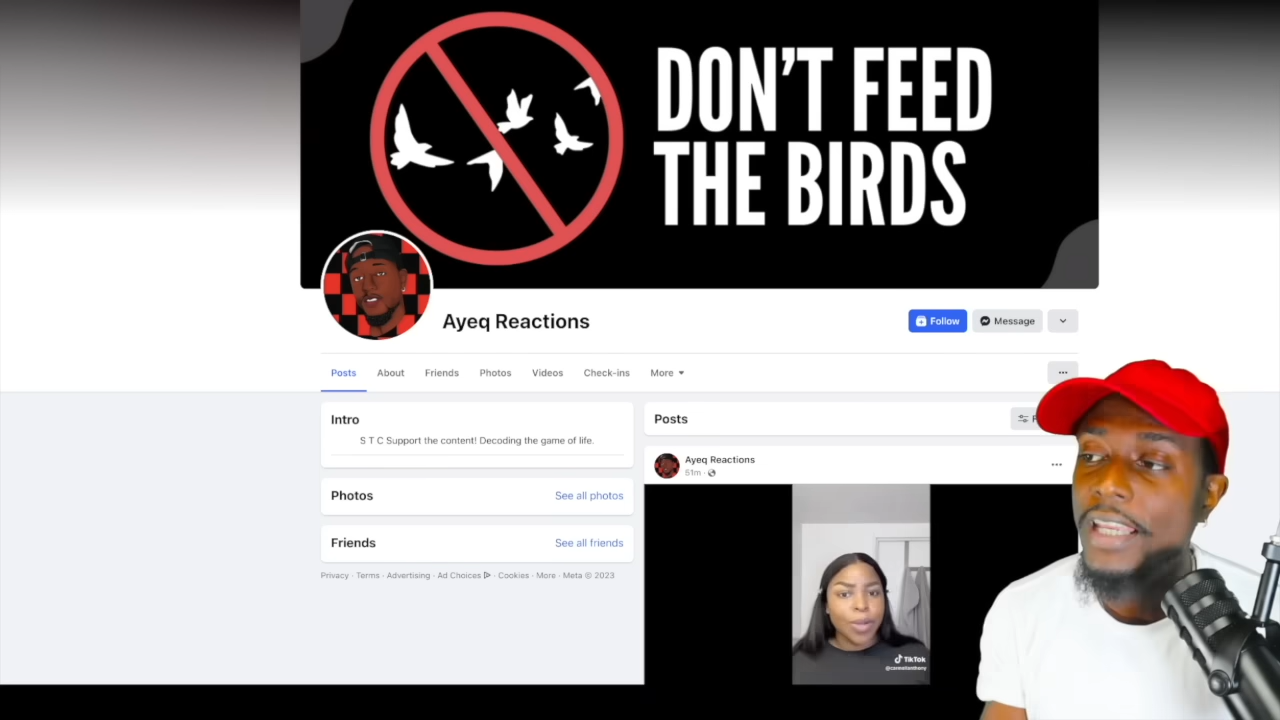 DON'T FEED
THE BIRDS
Ayeq Reactions
Follow
Message
Posts
About
Friends
Photos
Videos
Check-ins
More
Intro
S T C Support the content! Decoding the game of life.
Photos
See all photos
Friends
See all friends
Privacy · Terms · Advertising · Ad Choices · Cookies · More · Meta © 2023
Posts
Ayeq Reactions
51m ·
TikTok